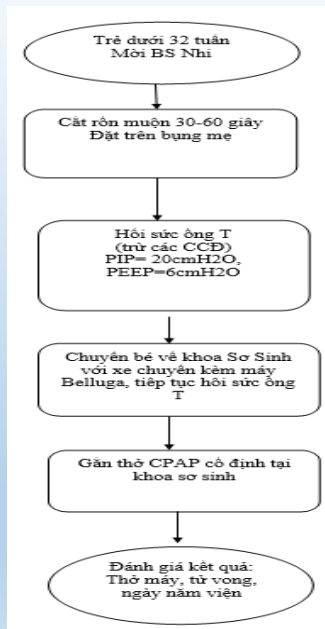 Trẻ dưới 32 tuần
Mời BS Nhi
Cắt rốn muộn 30-60 giây
Đặt trên bụng mẹ
Hồi sức ống T
(trừ các CCĐ)
PIP= 20cmH2O,
PEEP=6cmH2O
Chuyển bé về khoa Sơ Sinh
với xe chuyên kèm máy
Belluga, tiếp tục hồi sức ống
T
Gắn thở CPAP cố định tại
khoa sơ sinh
Đánh giá kết quả:
Thở máy, tử vong,
ngày nằm viện